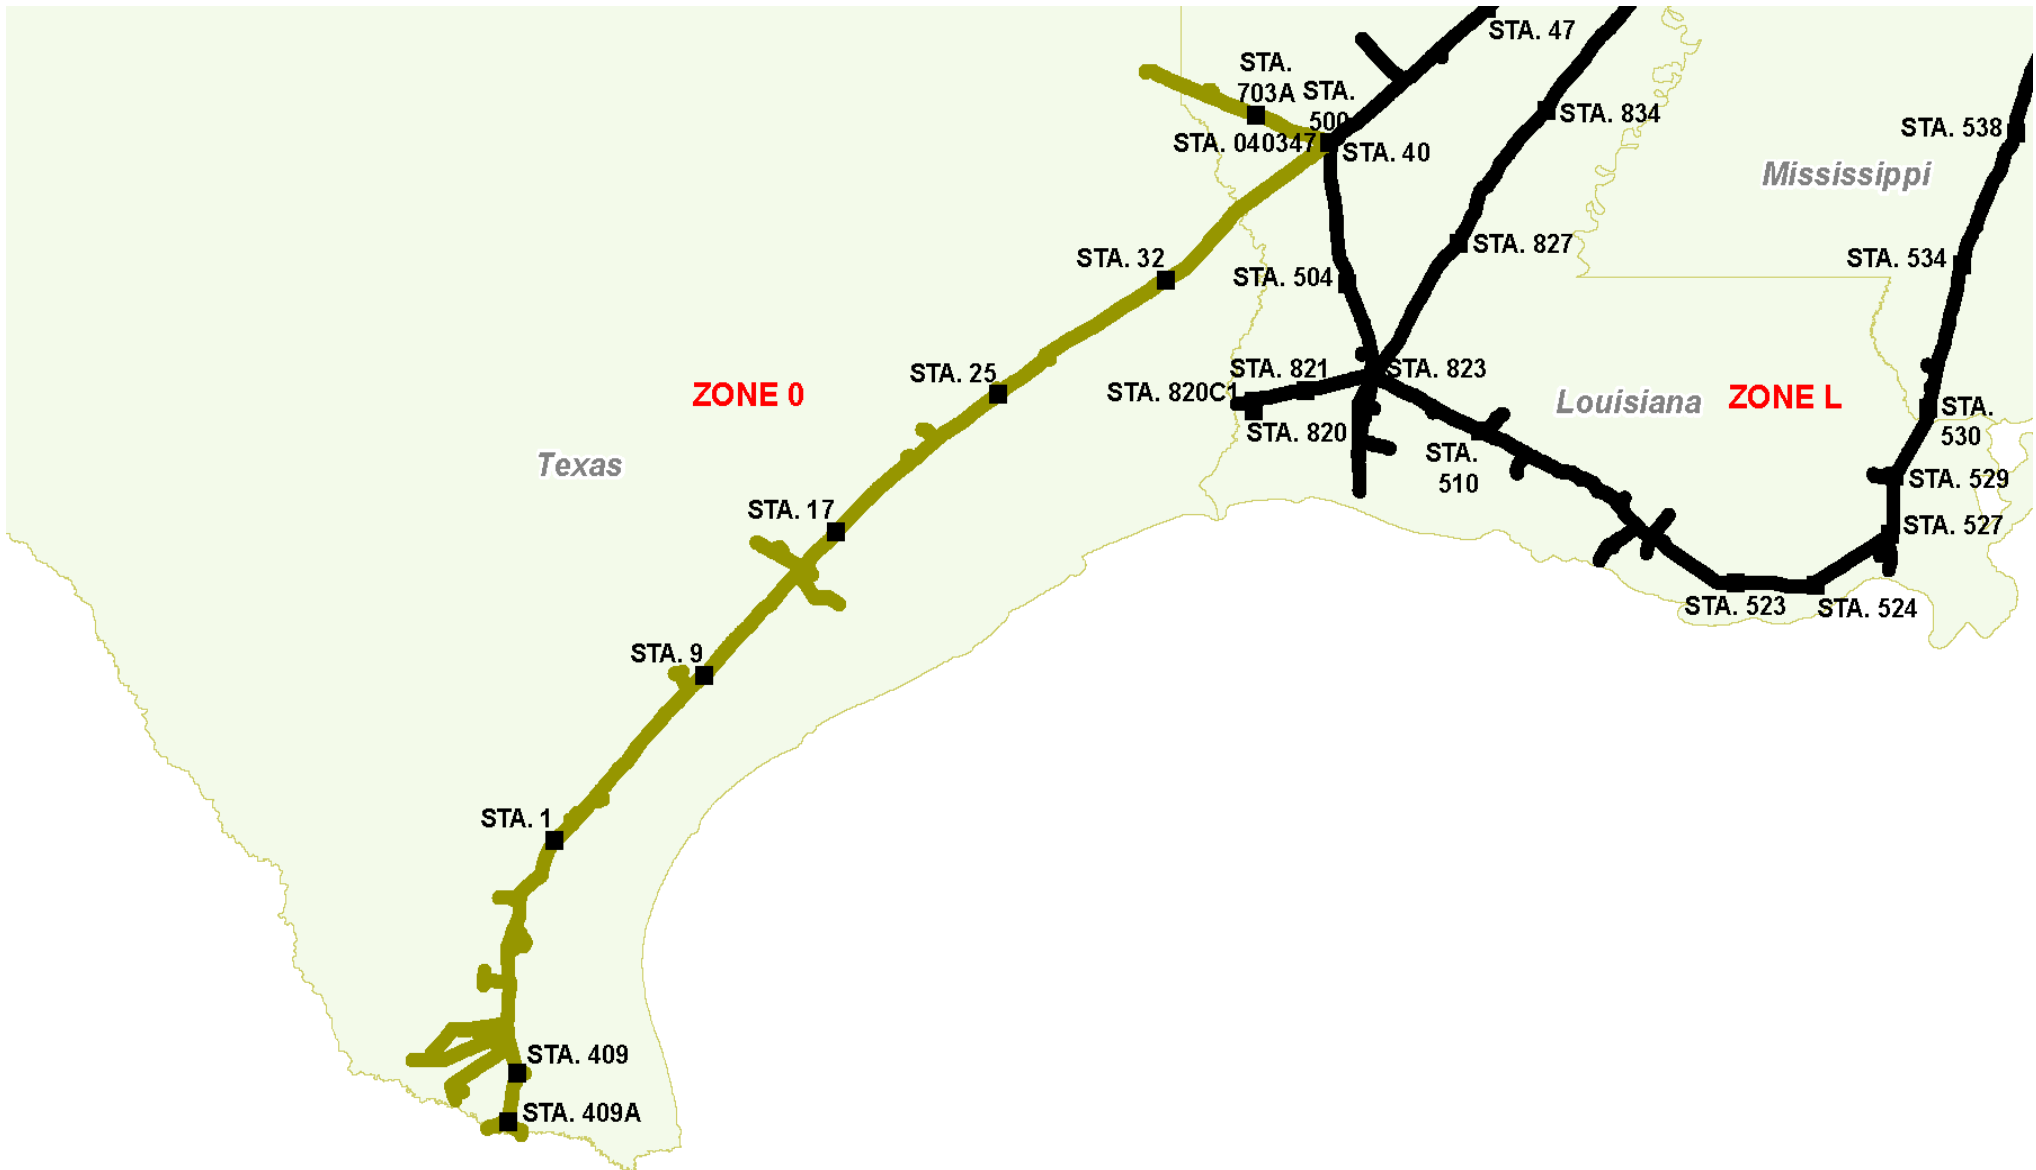 STA. 47
STA.
703A
STA.
500
STA. 834
STA. 040347
STA. 40
STA. 538
Mississippi
STA. 827
STA. 534
STA. 32
STA. 504
STA. 25
STA. 821
STA. 823
STA. 820C1
ZONE 0
Louisiana
ZONE L
STA.
530
STA. 820
STA.
510
Texas
STA. 529
STA. 17
STA. 527
STA. 523
STA. 524
STA. 9
STA. 1
STA. 409
STA. 409A